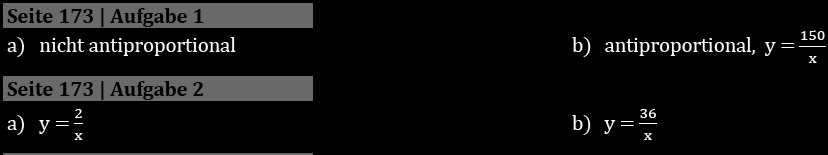 Seite 173 | Aufgabe 1
a) nicht antiproportional b) antiproportional, y = 150/x
Seite 173 | Aufgabe 2
a) y = 2/x b) y = 36/x